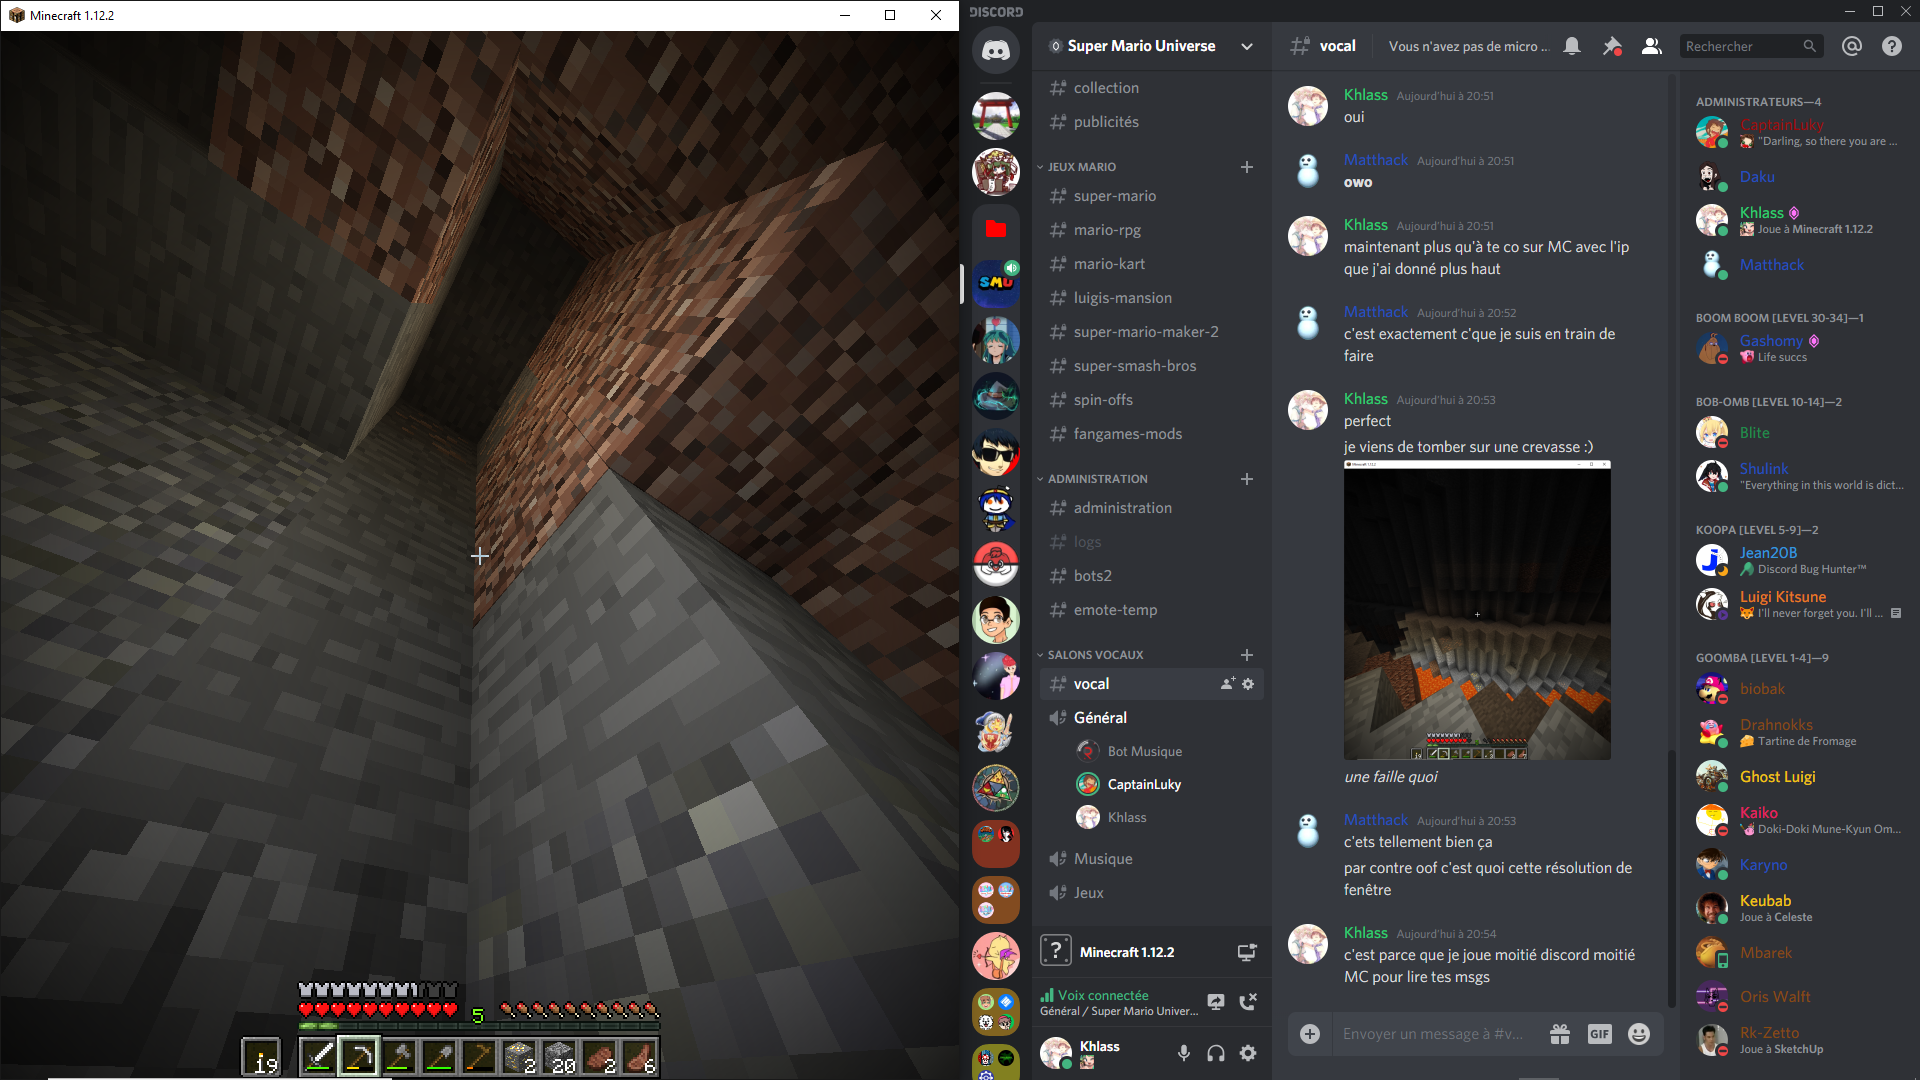 Minecraft 1.12.2
5
19
2
20
2
6
DISCORD
SMU
Super Mario Universe
collection
publicités
JEUX MARIO
super-mario
mario-rpg
mario-kart
luigis-mansion
super-mario-maker-2
super-smash-bros
spin-offs
fangames-mods
ADMINISTRATION
administration
logs
bots2
emote-temp
SALONS VOCAUX
vocal
Général
Bot Musique
CaptainLuky
Khlass
Musique
Jeux
Minecraft 1.12.2
Voix connectée
Général / Super Mario Univer...
Khlass
vocal
Vous n'avez pas de micro ...
Rechercher
Khlass Aujourd'hui à 20:51
oui
Matthack Aujourd'hui à 20:51
owo
Khlass Aujourd'hui à 20:51
maintenant plus qu'à te co sur MC avec l'ip
que j'ai donné plus haut
Matthack Aujourd'hui à 20:52
c'est exactement c'que je suis en train de
faire
Khlass Aujourd'hui à 20:53
perfect
je viens de tomber sur une crevasse :)
une faille quoi
Matthack Aujourd'hui à 20:53
c'ets tellement bien ça
par contre oof c'est quoi cette résolution de
fenêtre
Khlass Aujourd'hui à 20:54
c'est parce que je joue moitié discord moitié
MC pour lire tes msgs
Envoyer un message à #v...
GIF
ADMINISTRATEURS—4
CaptainLuky
"Darling, so there you are ...
Daku
Khlass
Joue à Minecraft 1.12.2
Matthack
BOOM BOOM [LEVEL 30-34]—1
Gashomy
Life succs
BOB-OMB [LEVEL 10-14]—2
Blite
Shulink
"Everything in this world is dict...
KOOPA [LEVEL 5-9]—2
Jean20B
Discord Bug Hunter™
Luigi Kitsune
I'll never forget you. I'll ...
GOOMBA [LEVEL 1-4]—9
biobak
Drahnokks
Tartine de Fromage
Ghost Luigi
Kaiko
Doki-Doki Mune-Kyun Om...
Karyno
Keubab
Joue à Celeste
Mbarek
Oris Walft
Rk-Zetto
Joue à SketchUp